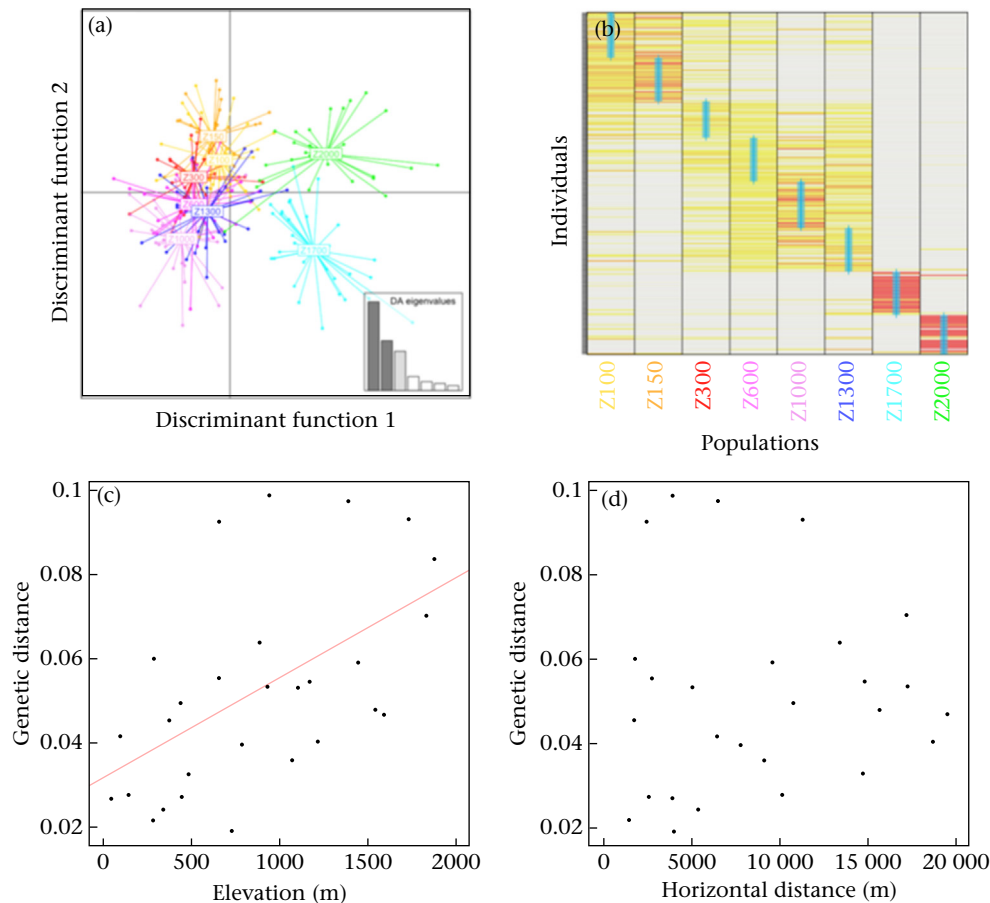 (a)
Discriminant function 2
Z300
Z1300
DA eigenvalues
Discriminant function 1
(b)
Individuals
Z100
Z150
Z300
Z600
Z1000
Z1300
Z1700
Z2000
Populations
(c)
Genetic distance
0.1
0.08
0.06
0.04
0.02
0 500 1000 1500 2000
Elevation (m)
(d)
Genetic distance
0.1
0.08
0.06
0.04
0.02
0 5000 10 000 15 000 20 000
Horizontal distance (m)